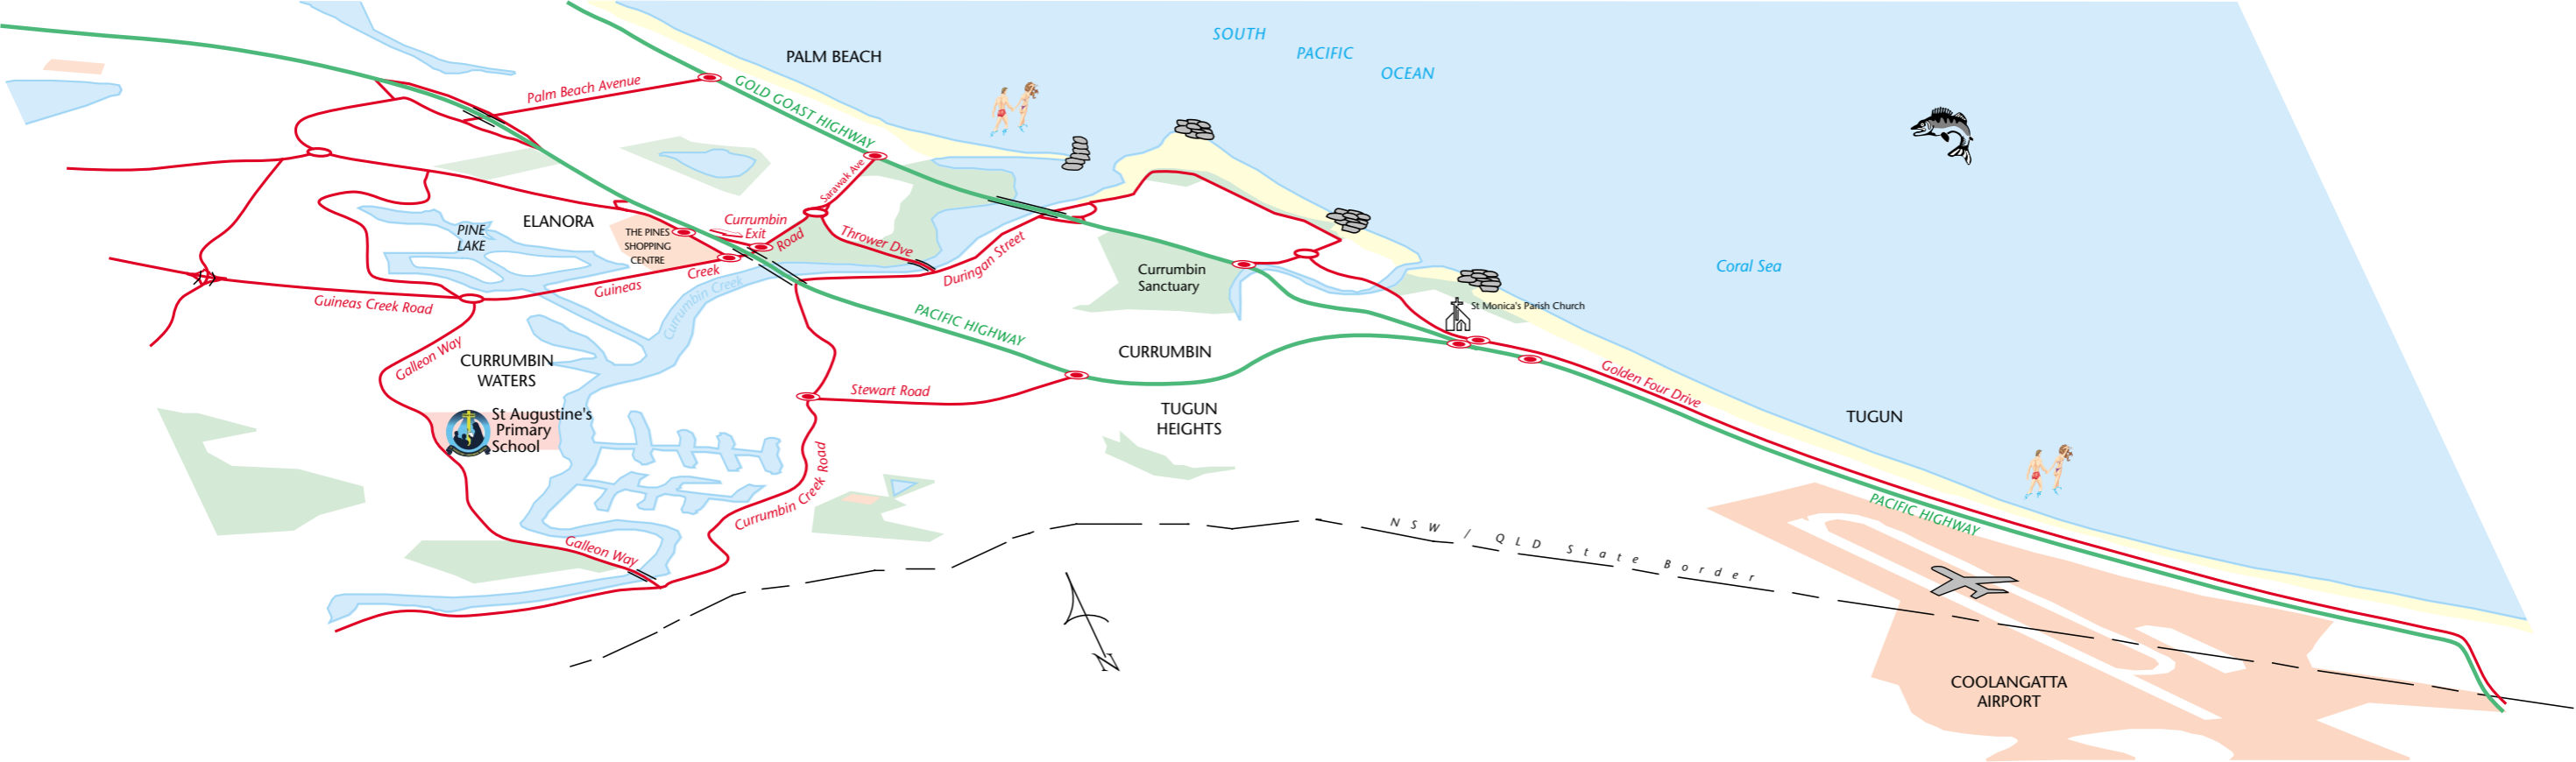 SOUTH
PACIFIC
OCEAN
PALM BEACH
Palm Beach Avenue
GOLD GOAST HIGHWAY
Sarawak Ave
ELANORA
PINE
LAKE
THE PINES
SHOPPING
CENTRE
Currumbin
Exit
Road
Creek
Guineas
Thrower Dve
Duringan Street
Currumbin Creek
Currumbin
Sanctuary
Coral Sea
Guineas Creek Road
St Monica's Parish Church
PACIFIC HIGHWAY
CURRUMBIN
Galleon Way
CURRUMBIN
WATERS
Stewart Road
Golden Four Drive
TUGUN
HEIGHTS
TUGUN
St Augustine's
Primary
School
Currumbin Creek Road
PACIFIC HIGHWAY
NSW / QLD State Border
Galleon Way
N
COOLANGATTA
AIRPORT